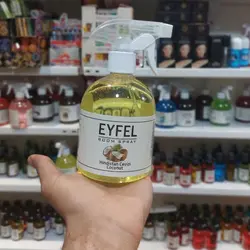 EYFEL
ROOM SPRAY
Hindistan Cevizi
Coconut